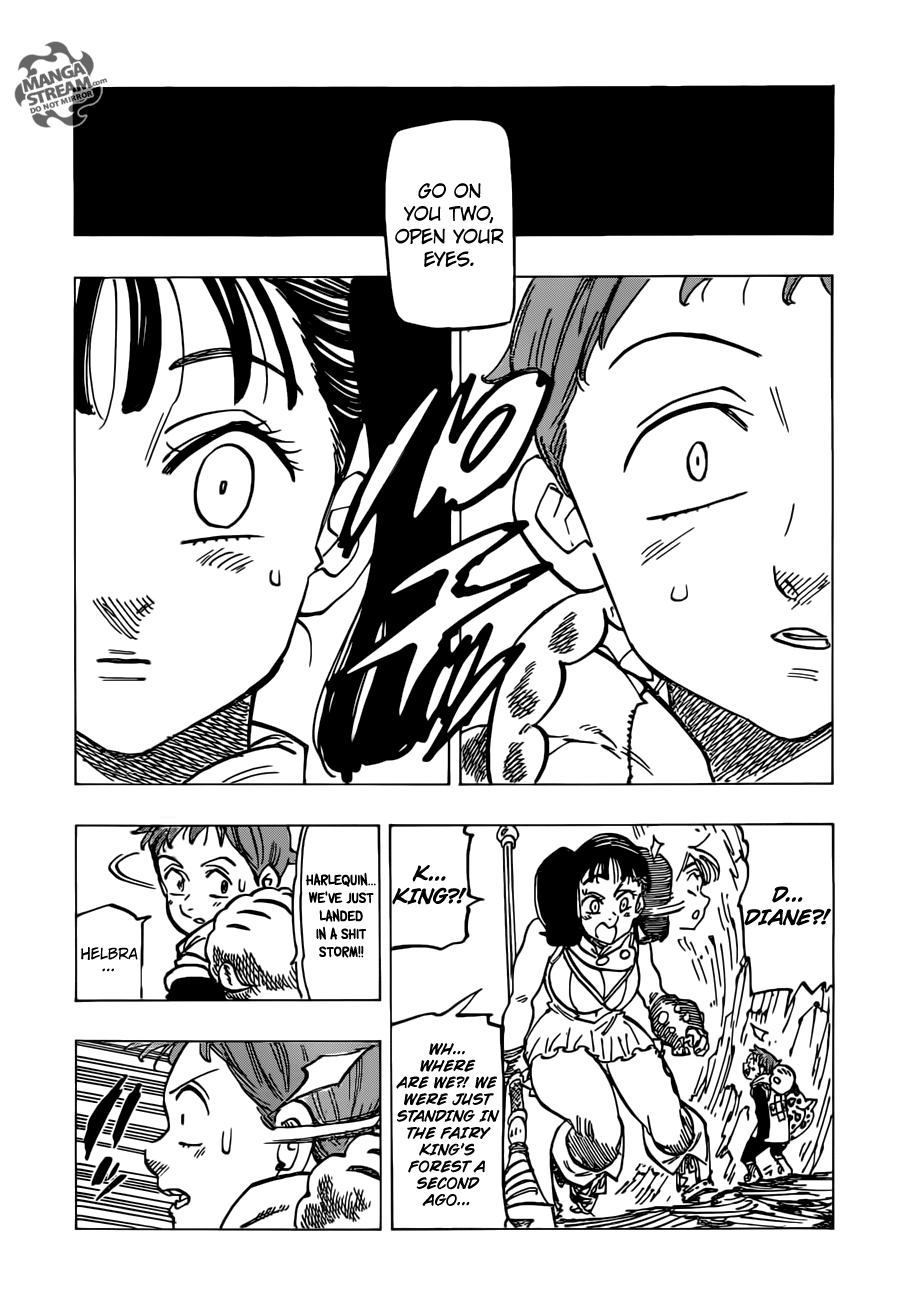 MANGA
STREAM.com
DO NOT MIRROR
GO ON
YOU TWO,
OPEN YOUR
EYES.
D...
DIANE?!
K...
KING?!
WH...
WHERE
ARE WE?! WE
WERE JUST
STANDING IN
THE FAIRY
KING'S
FOREST A
SECOND
AGO...
HARLEQUIN...
WE'VE JUST
LANDED
IN A SHIT
STORM!!
HELBRA
...